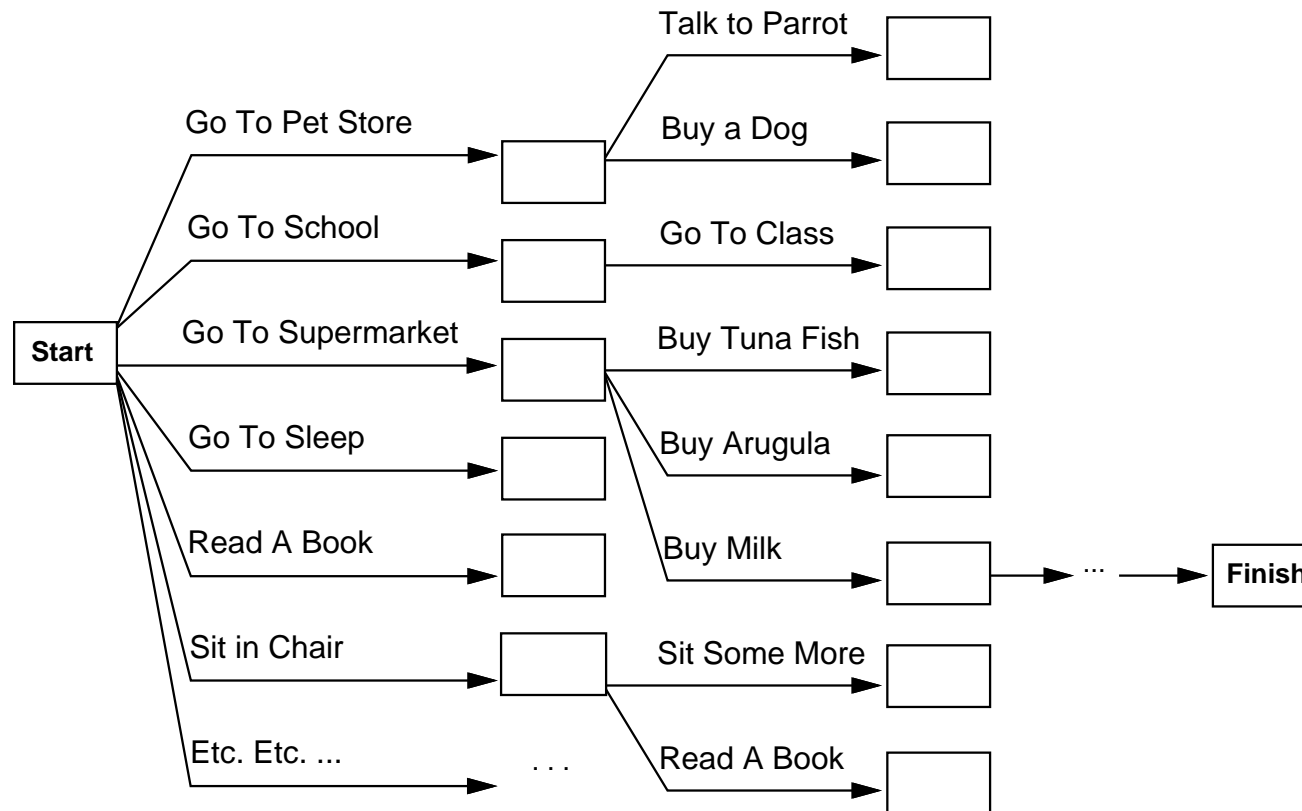 Talk to Parrot
Go To Pet Store
Buy a Dog
Go To School
Go To Class
Start
Go To Supermarket
Buy Tuna Fish
Go To Sleep
Buy Arugula
Read A Book
Buy Milk
...
Finish
Sit in Chair
Sit Some More
Etc. Etc. ...
. . .
Read A Book